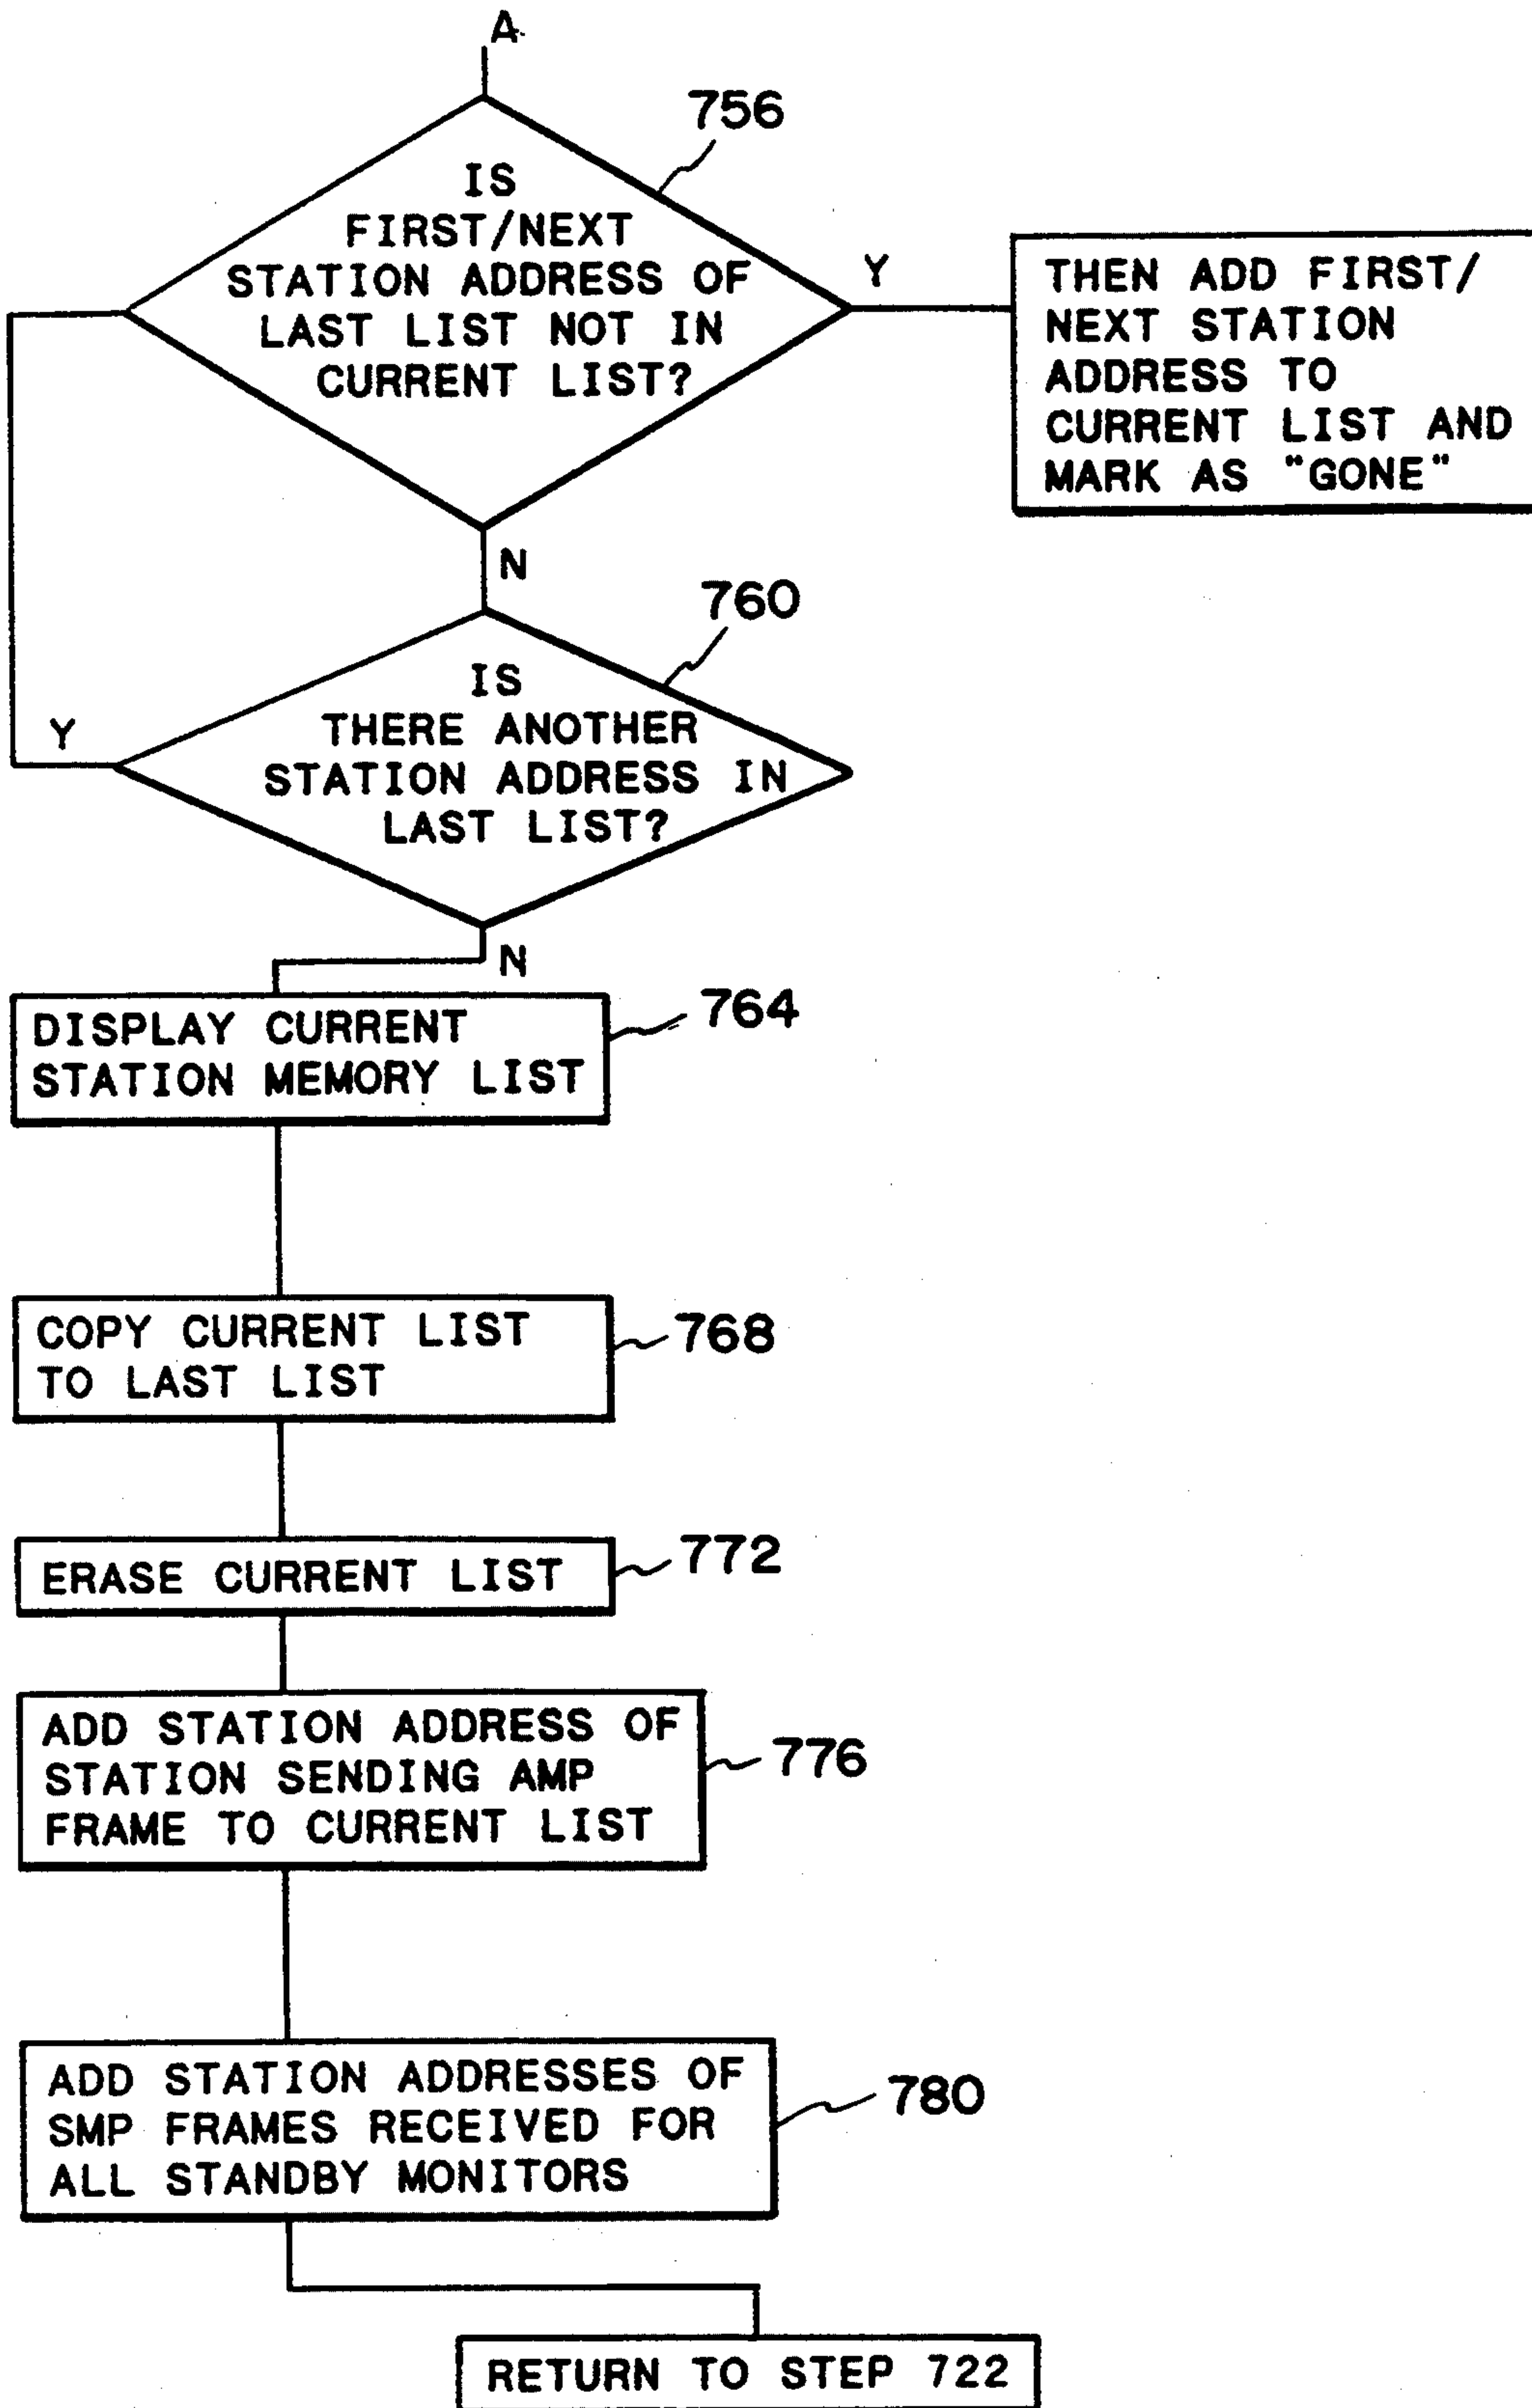 A
756
IS
FIRST/NEXT
STATION ADDRESS OF
LAST LIST NOT IN
CURRENT LIST?
Y
THEN ADD FIRST/
NEXT STATION
ADDRESS TO
CURRENT LIST AND
MARK AS "GONE"
N
760
IS
THERE ANOTHER
STATION ADDRESS IN
LAST LIST?
Y
N
DISPLAY CURRENT
STATION MEMORY LIST
764
COPY CURRENT LIST
TO LAST LIST
768
ERASE CURRENT LIST
772
ADD STATION ADDRESS OF
STATION SENDING AMP
FRAME TO CURRENT LIST
776
ADD STATION ADDRESSES OF
SMP FRAMES RECEIVED FOR
ALL STANDBY MONITORS
780
RETURN TO STEP 722